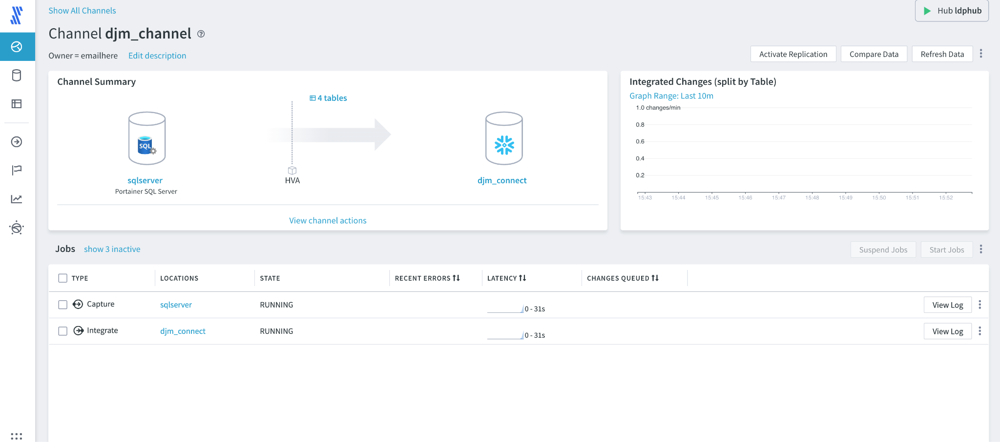 Show All Channels
Hub ldphub
Channel djm_channel
Owner = emailhere Edit description
Activate Replication Compare Data Refresh Data
Channel Summary
4 tables
SQL
sqlserver
Portainer SQL Server
HVA
djm_connect
View channel actions
Integrated Changes (split by Table)
Graph Range: Last 10m
1.0 changes/min
0.8
0.6
0.4
0.2
15:43 15:44 15:45 15:46 15:47 15:48 15:49 15:50 15:51 15:52
Jobs show 3 inactive
Suspend Jobs Start Jobs
TYPE LOCATIONS STATE RECENT ERRORS LATENCY CHANGES QUEUED
Capture sqlserver RUNNING 0 - 31s View Log
Integrate djm_connect RUNNING 0 - 31s View Log